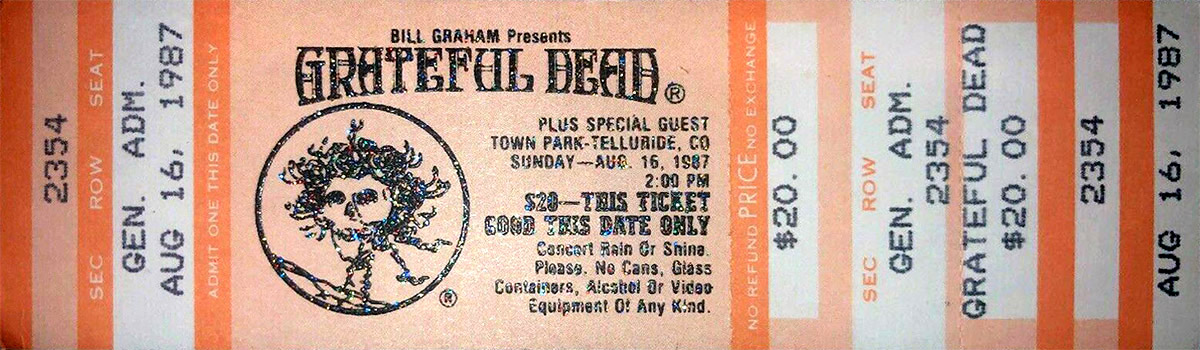 2354
SEC ROW SEAT
GEN. ADM.
AUG 16, 1987
ADMIT ONE THIS DATE ONLY
BILL GRAHAM Presents
GRATEFUL DEAD®
PLUS SPECIAL GUEST
TOWN PARK-TELLURIDE, CO
SUNDAY—AUG. 16, 1987
2:00 PM
$20—THIS TICKET
GOOD THIS DATE ONLY
Concert Rain Or Shine.
Please, No Cans, Glass
Containers, Alcohol Or Video
Equipment Of Any Kind.
®
NO REFUND PRICE NO EXCHANGE
$20.00
SEC ROW SEAT
GEN. ADM.
2354
GRATEFUL DEAD
$20.00
2354
AUG 16, 1987